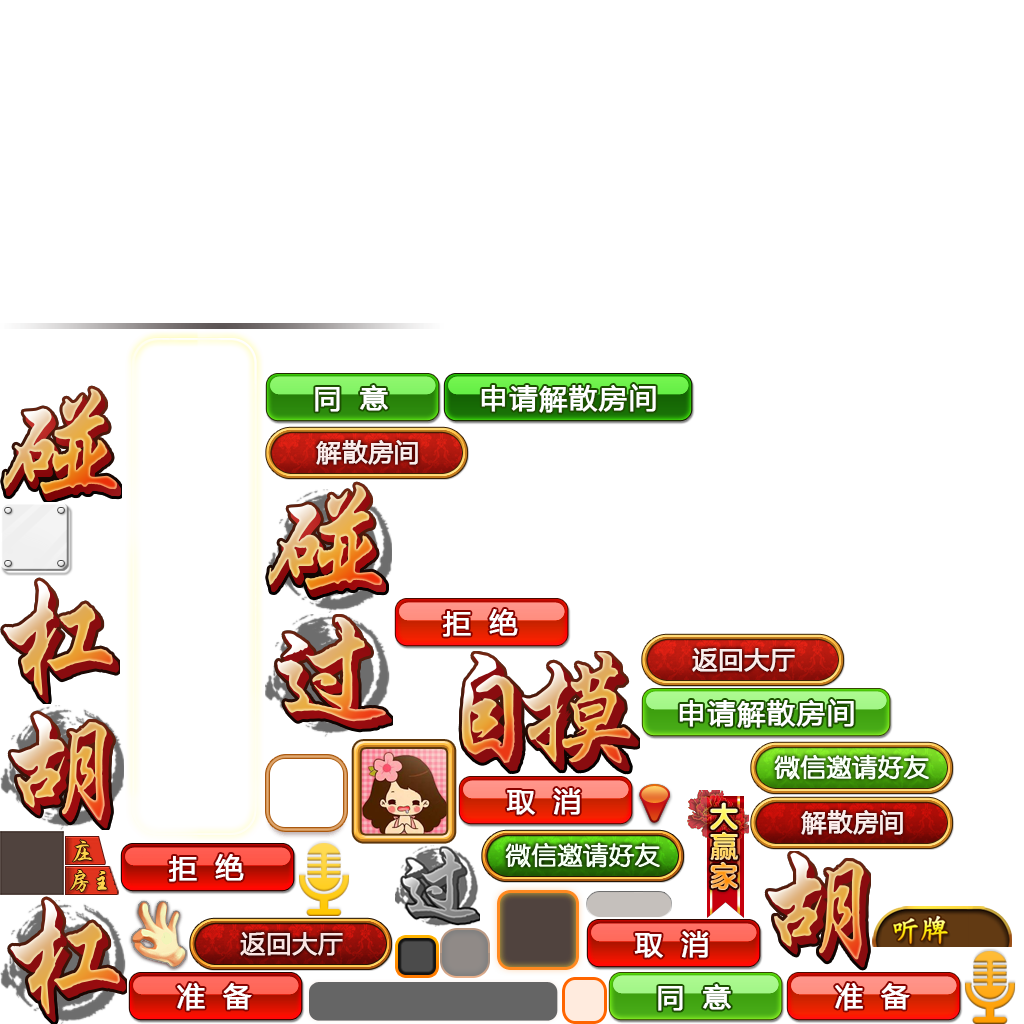 同 意
申请解散房间
碰
解散房间
碰
杠
拒 绝
过
自摸
返回大厅
申请解散房间
胡
微信邀请好友
取 消
大赢家
解散房间
庄
房主
拒 绝
微信邀请好友
过
胡
杠
返回大厅
取 消
听牌
准 备
同 意
准 备